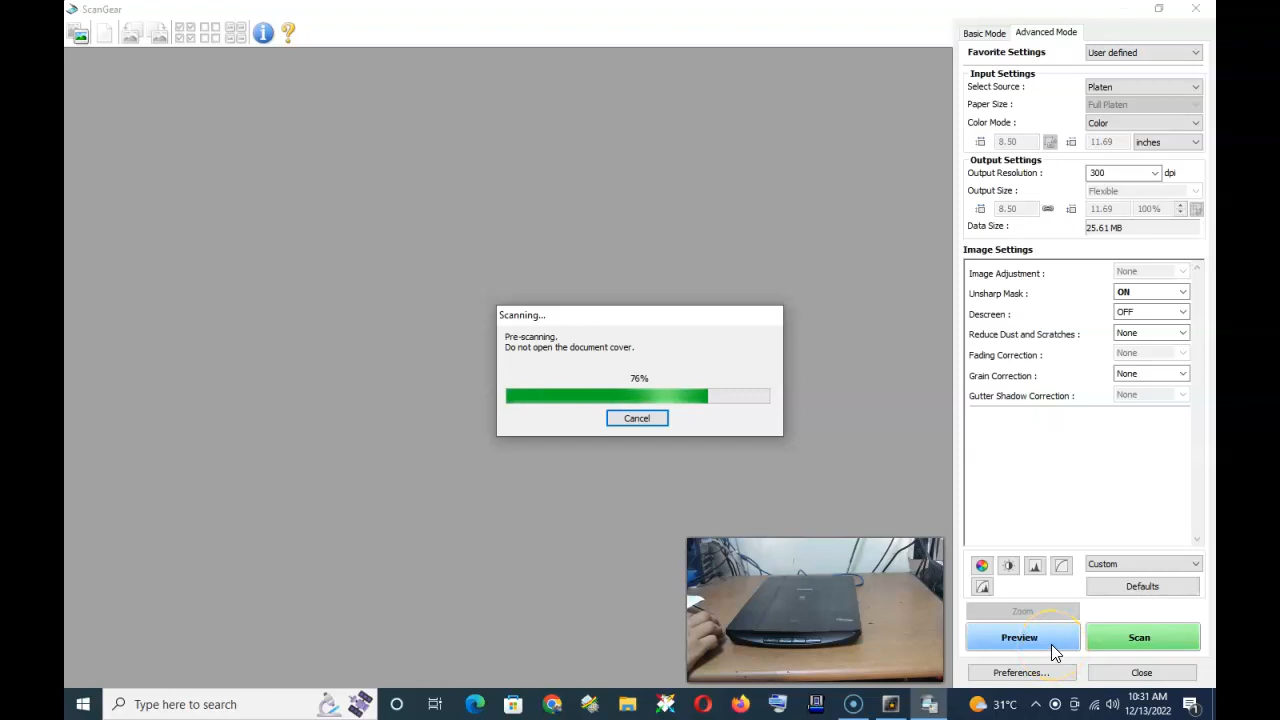 ScanGear
Basic Mode
Advanced Mode
Favorite Settings
User defined
Input Settings
Select Source :
Platen
Paper Size :
Full Platen
Color Mode :
Color
8.50
11.69
inches
Output Settings
Output Resolution :
300
dpi
Output Size :
Flexible
8.50
11.69
100%
Data Size :
25.61 MB
Image Settings
Image Adjustment :
None
Unsharp Mask :
ON
Descreen :
OFF
Reduce Dust and Scratches :
None
Fading Correction :
None
Grain Correction :
None
Gutter Shadow Correction :
None
Scanning...
Pre-scanning.
Do not open the document cover.
76%
Cancel
Custom
Defaults
Zoom
Preview
Scan
Preferences...
Close
Type here to search
31°C
10:31 AM
12/13/2022